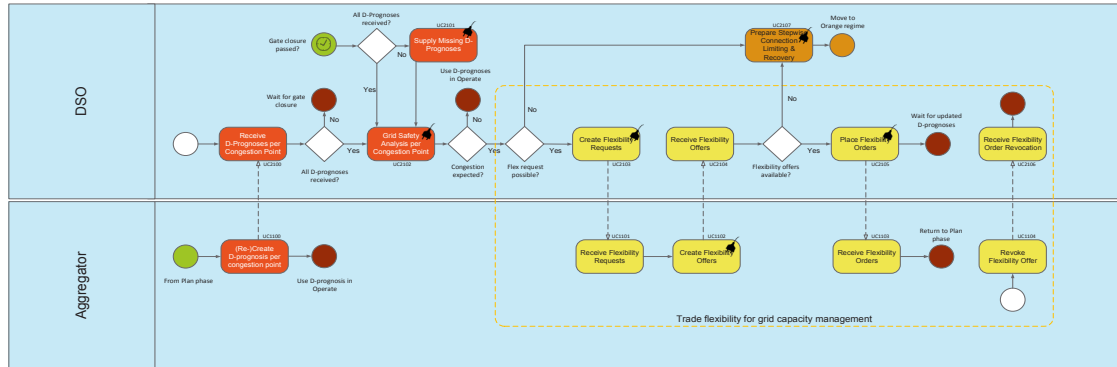 DSO
All D-Prognoses
received?
UC2101
Supply Missing D-
Prognoses
Gate closure
passed?
No
Yes
UC2107
Prepare Stepwise
Connection
Limiting &
Recovery
Move to
Orange regime
Wait for gate
closure
Use D-prognoses
in Operate
No
No
No
No
Receive
D-Prognoses per
Congestion Point
UC2100
Yes
Grid Safety
Analysis per
Congestion Point
UC2102
Yes
Yes
Create Flexibility
Requests
UC2103
Receive Flexibility
Offers
UC2104
Yes
Place Flexibility
Orders
UC2105
Wait for updated
D-prognoses
Receive Flexibility
Order Revocation
UC2106
All D-prognoses
received?
Congestion
expected?
Flex request
possible?
Flexibility offers
available?
Aggregator
UC1100
(Re-)Create
D-prognosis per
congestion point
From Plan phase
Use D-prognosis in
Operate
UC1101
Receive Flexibility
Requests
UC1102
Create Flexibility
Offers
UC1103
Receive Flexibility
Orders
Return to Plan
phase
UC1104
Revoke
Flexibility Offer
Trade flexibility for grid capacity management